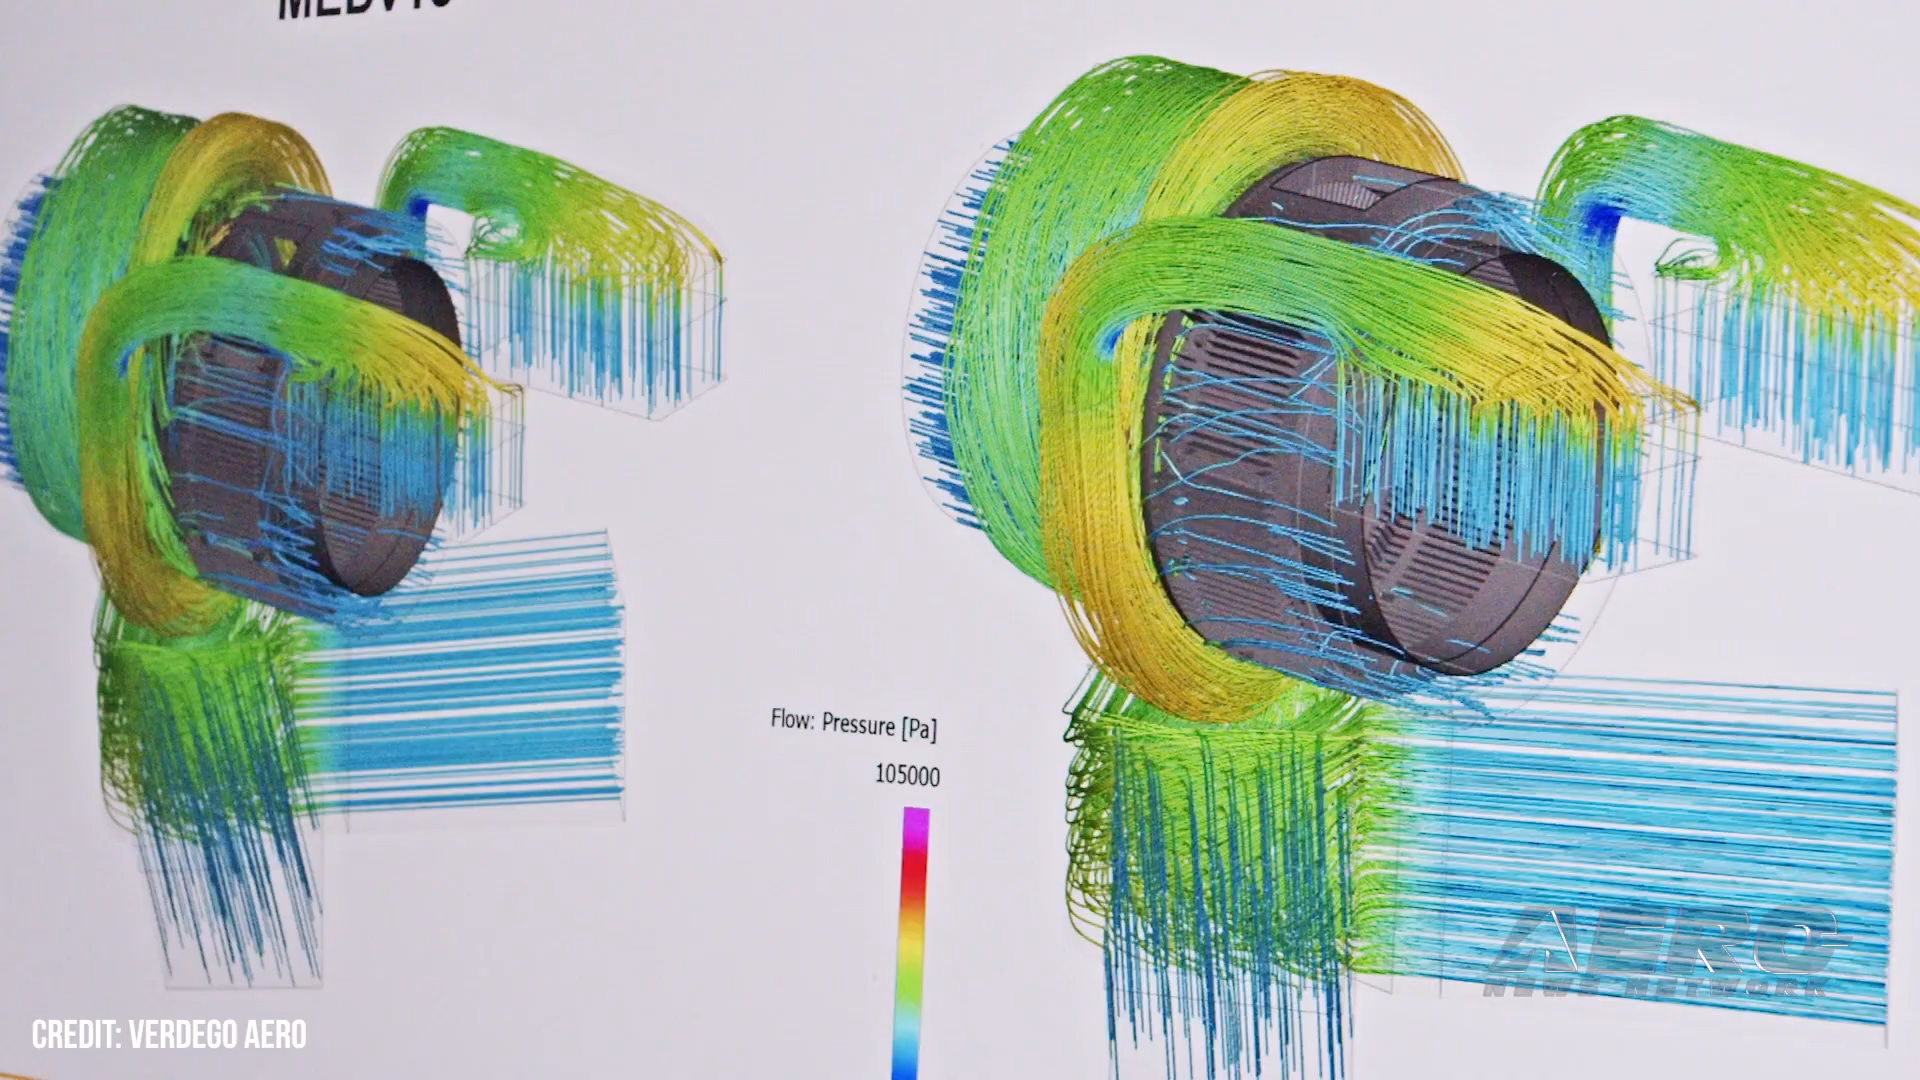 Flow: Pressure [Pa]
105000
AERO
NEWS NETWORK
CREDIT: VERDEGO AERO